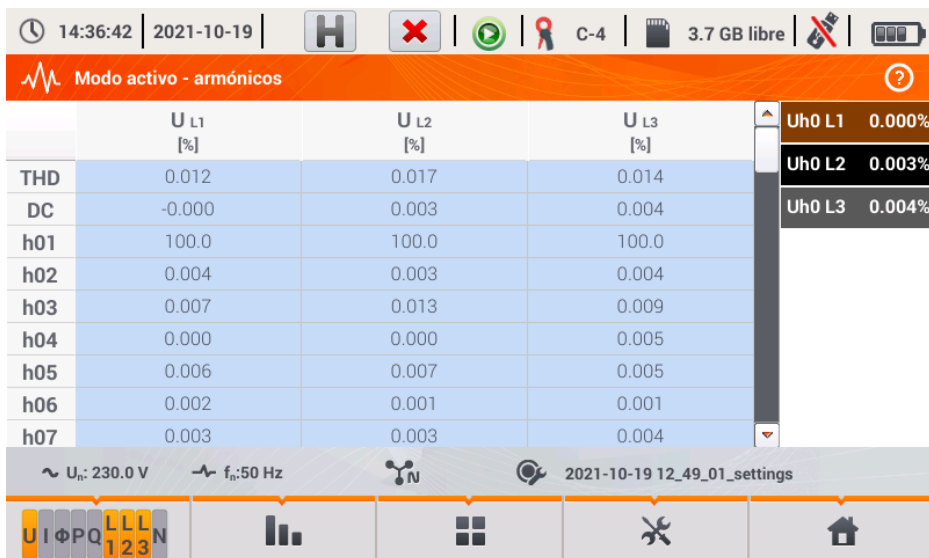 14:36:42 2021-10-19 H C-4 3.7 GB libre
Modo activo - armónicos ?
U L1 U L2 U L3
[%] [%] [%]
THD 0.012 0.017 0.014
DC -0.000 0.003 0.004
h01 100.0 100.0 100.0
h02 0.004 0.003 0.004
h03 0.007 0.013 0.009
h04 0.000 0.000 0.005
h05 0.006 0.007 0.005
h06 0.002 0.001 0.001
h07 0.003 0.003 0.004
Uh0 L1 0.000%
Uh0 L2 0.003%
Uh0 L3 0.004%
Un: 230.0 V fn:50 Hz N 2021-10-19 12_49_01_settings
U I Φ P Q L1 L2 L3 N